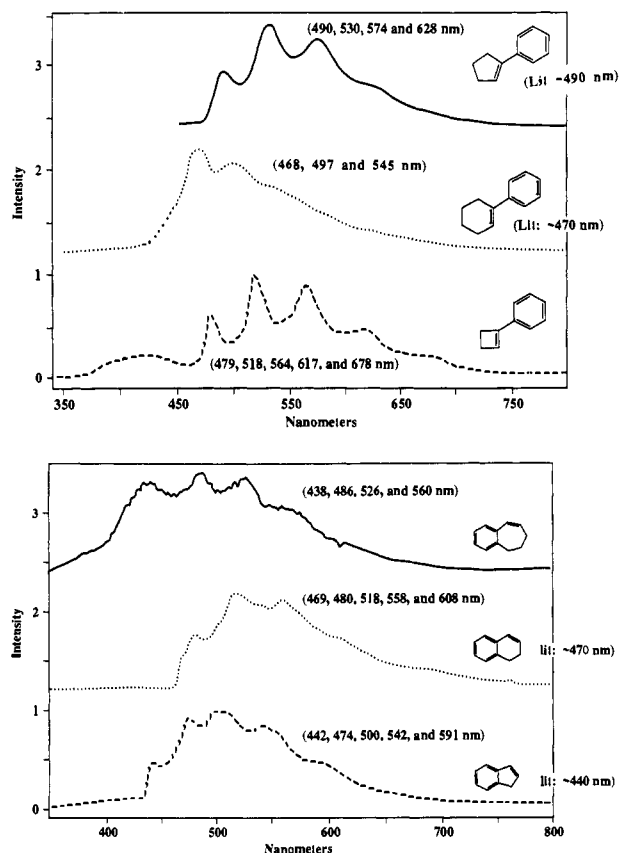 (490, 530, 574 and 628 nm)
(Lit ~490 nm)
(468, 497 and 545 nm)
(Lit: ~470 nm)
(479, 518, 564, 617, and 678 nm)
Intensity
3
2
1
0
350
450
550
650
750
Nanometers
(438, 486, 526, and 560 nm)
(469, 480, 518, 558, and 608 nm)
lit: ~470 nm)
(442, 474, 500, 542, and 591 nm)
lit: ~440 nm)
Intensity
3
2
1
0
400
500
600
700
800
Nanometers